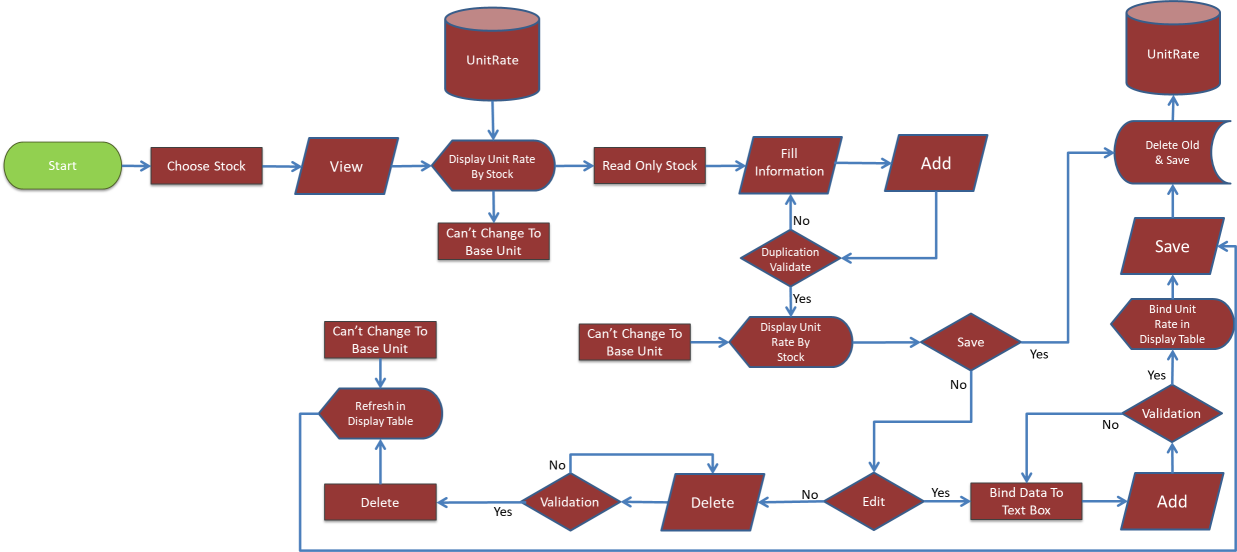 UnitRate
UnitRate
Start
Choose Stock
View
Display Unit Rate
By Stock
Read Only Stock
Fill
Information
Add
Delete Old
& Save
Can't Change To
Base Unit
No
Duplication
Validate
Yes
Save
Can't Change To
Base Unit
Can't Change To
Base Unit
Display Unit
Rate By
Stock
Save
Yes
No
Bind Unit
Rate in
Display Table
Yes
Refresh in
Display Table
Validation
No
No
Delete
Yes
Validation
Delete
No
Edit
Yes
Bind Data To
Text Box
Add